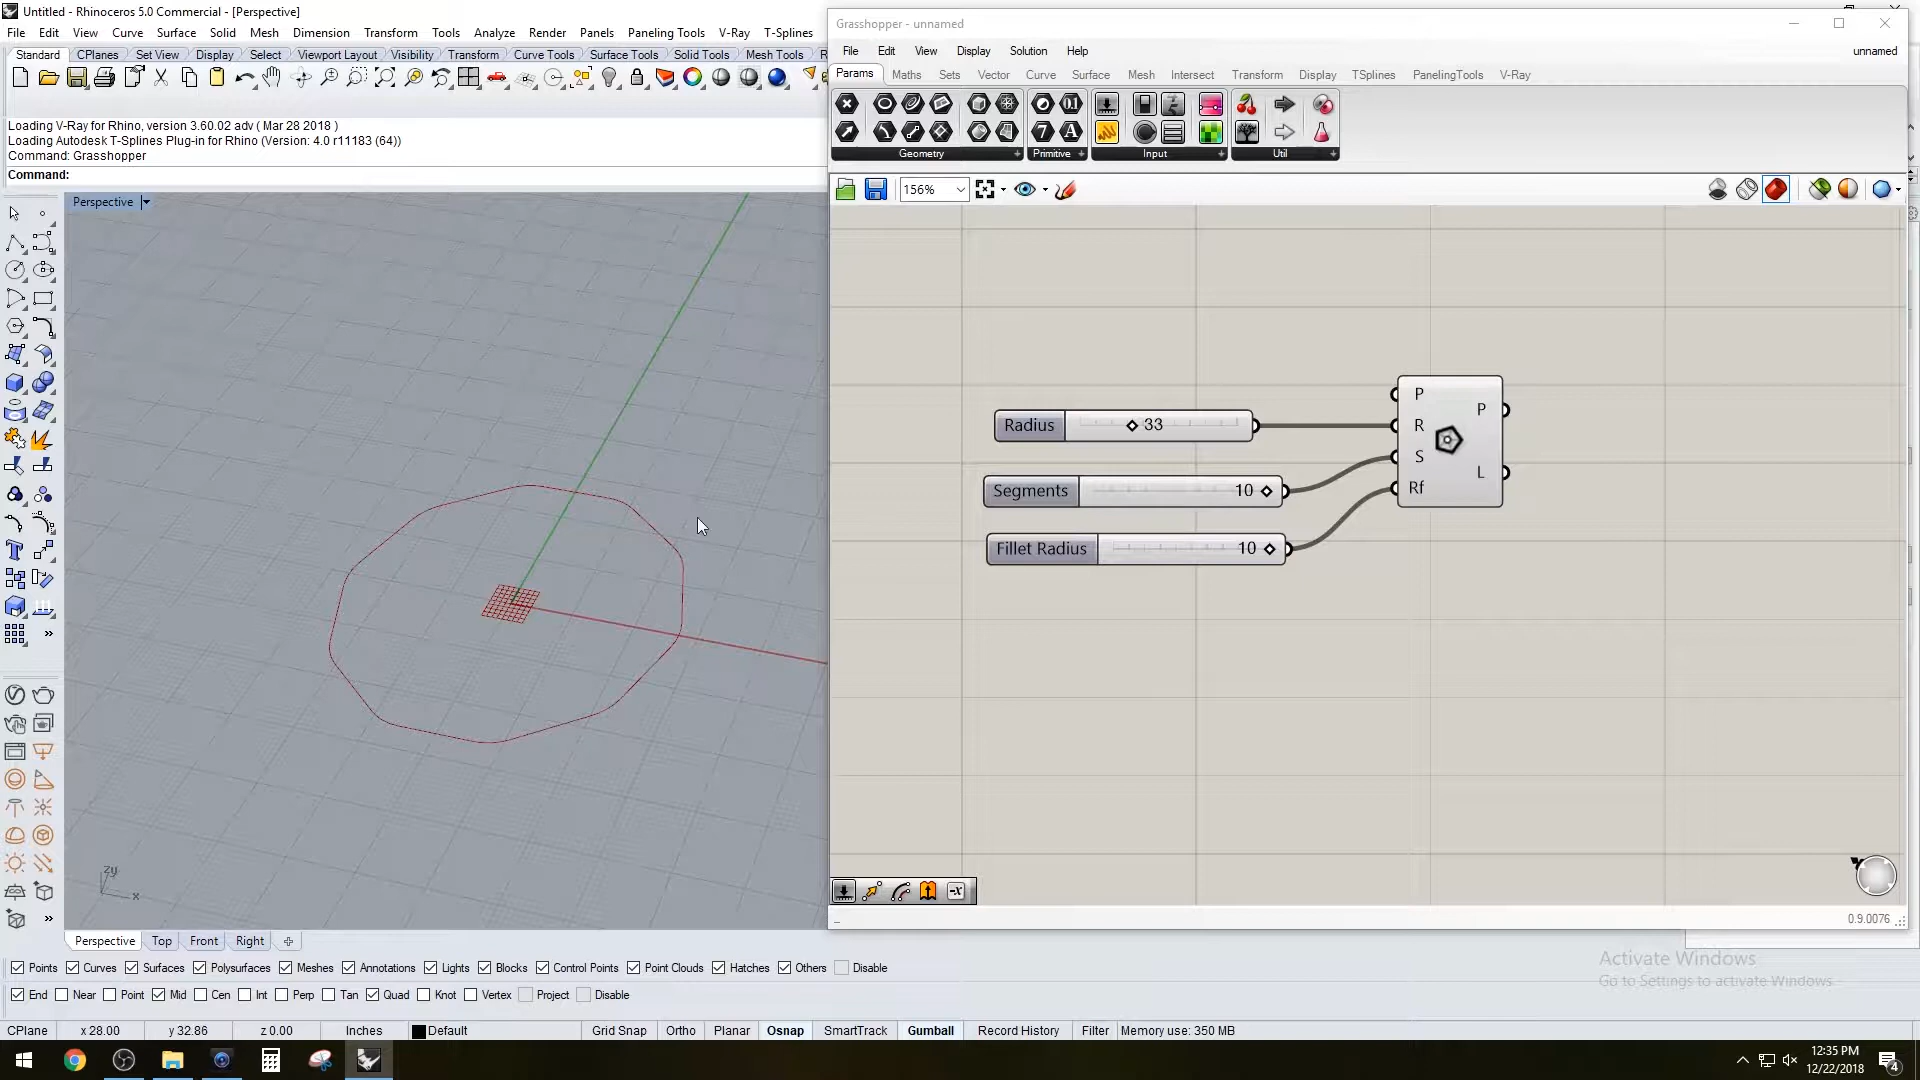 Untitled - Rhinoceros 5.0 Commercial - [Perspective]
File Edit View Curve Surface Solid Mesh Dimension Transform Tools Analyze Render Panels Paneling Tools V-Ray T-Splines
Standard CPlanes Set View Display Select Viewport Layout Visibility Transform Curve Tools Surface Tools Solid Tools Mesh Tools R
Loading V-Ray for Rhino, version 3.60.02 adv ( Mar 28 2018 )
Loading Autodesk T-Splines Plug-in for Rhino (Version: 4.0 r11183 (64))
Command: Grasshopper
Command:
Perspective
zy
x
Grasshopper - unnamed
File Edit View Display Solution Help
unnamed
Params Maths Sets Vector Curve Surface Mesh Intersect Transform Display TSplines PanelingTools V-Ray
Geometry Primitive Input Util
156%
Radius 33
Segments 10
Fillet Radius 10
P
R
S
Rf
P
L
0.9.0076
Perspective Top Front Right
Points Curves Surfaces Polysurfaces Meshes Annotations Lights Blocks Control Points Point Clouds Hatches Others Disable
End Near Point Mid Cen Int Perp Tan Quad Knot Vertex Project Disable
Activate Windows
Go to Settings to activate Windows.
CPlane x 28.00 y 32.86 z 0.00 Inches Default Grid Snap Ortho Planar Osnap SmartTrack Gumball Record History Filter Memory use: 350 MB
12:35 PM
12/22/2018
4